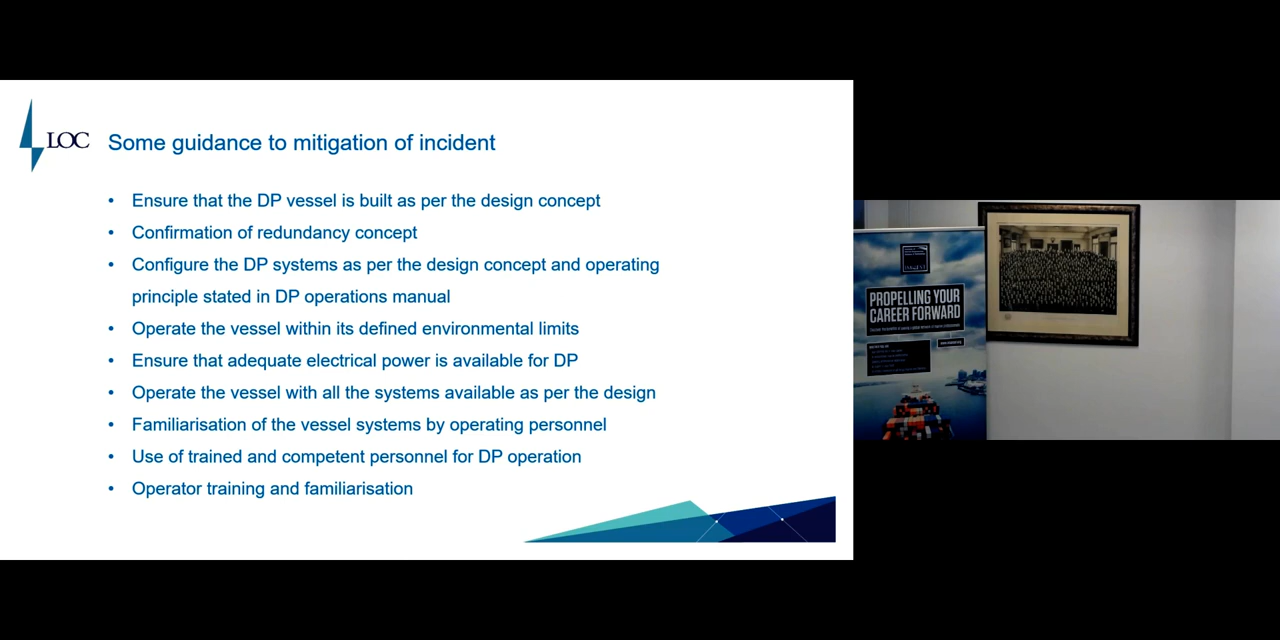 LOC
Some guidance to mitigation of incident
• Ensure that the DP vessel is built as per the design concept
• Confirmation of redundancy concept
• Configure the DP systems as per the design concept and operating
principle stated in DP operations manual
• Operate the vessel within its defined environmental limits
• Ensure that adequate electrical power is available for DP
• Operate the vessel with all the systems available as per the design
• Familiarisation of the vessel systems by operating personnel
• Use of trained and competent personnel for DP operation
• Operator training and familiarisation
PROPELLING YOUR
CAREER FORWARD